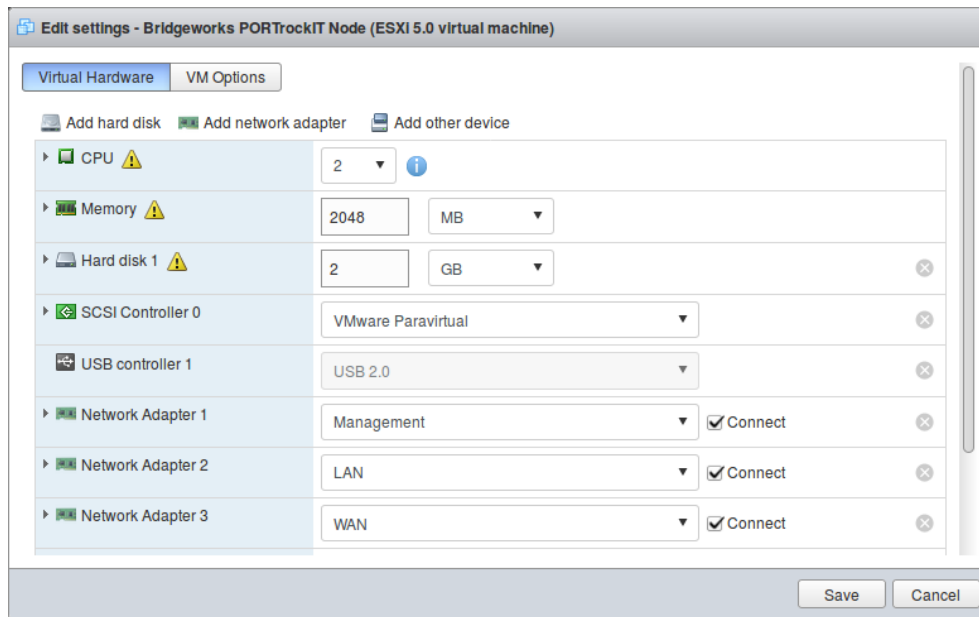 Edit settings - Bridgeworks PORTrockIT Node (ESXi 5.0 virtual machine)
Virtual Hardware VM Options
Add hard disk Add network adapter Add other device
CPU 2
Memory 2048 MB
Hard disk 1 2 GB
SCSI Controller 0 VMware Paravirtual
USB controller 1 USB 2.0
Network Adapter 1 Management Connect
Network Adapter 2 LAN Connect
Network Adapter 3 WAN Connect
Save Cancel